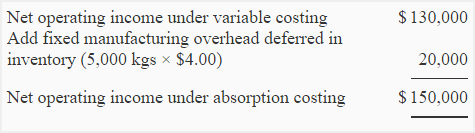 Net operating income under variable costing $130,000
Add fixed manufacturing overhead deferred in
inventory (5,000 kgs × $4.00) 20,000
Net operating income under absorption costing $150,000